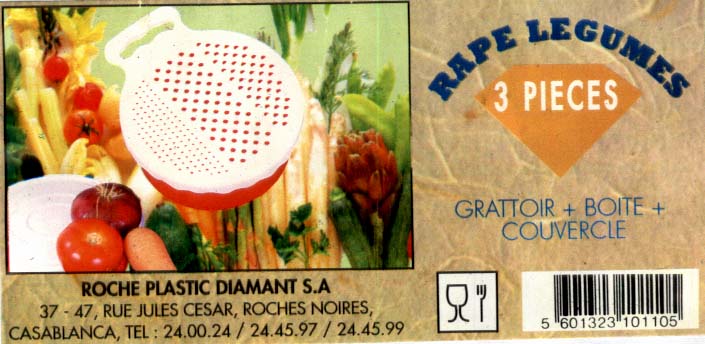 RAPE LEGUMES
3 PIECES
GRATTOIR + BOITE +
COUVERCLE
ROCHE PLASTIC DIAMANT S.A
37 - 47, RUE JULES CESAR, ROCHES NOIRES,
CASABLANCA, TEL : 24.00.24 / 24.45.97 / 24.45.99
5 601323 101105